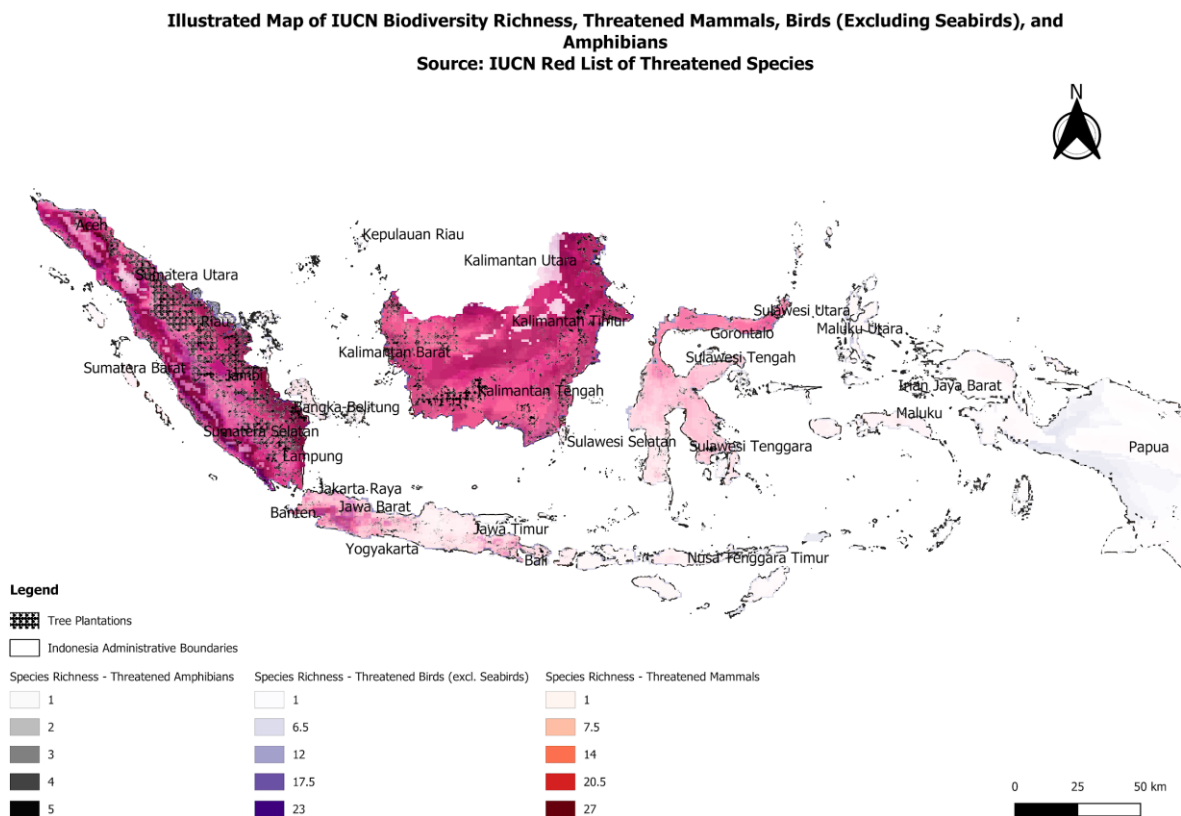 Illustrated Map of IUCN Biodiversity Richness, Threatened Mammals, Birds (Excluding Seabirds), and
Amphibians
Source: IUCN Red List of Threatened Species
N
Aceh
Kepulauan Riau
Kalimantan Utara
Sumatera Utara
Sulawesi Utara
Riau
Kalimantan Timur
Maluku Utara
Gorontalo
Kalimantan Barat
Sulawesi Tengah
Sumatera Barat
Jambi
Irian Jaya Barat
Kalimantan Tengah
Bangka-Belitung
Maluku
Sumatera Selatan
Sulawesi Selatan
Sulawesi Tenggara
Papua
Lampung
Jakarta Raya
Banten
Jawa Barat
Jawa Timur
Yogyakarta
Bali
Nusa Tenggara Timur
Legend
Tree Plantations
Indonesia Administrative Boundaries
Species Richness - Threatened Amphibians
1
2
3
4
5
Species Richness - Threatened Birds (excl. Seabirds)
1
6.5
12
17.5
23
Species Richness - Threatened Mammals
1
7.5
14
20.5
27
0 25 50 km